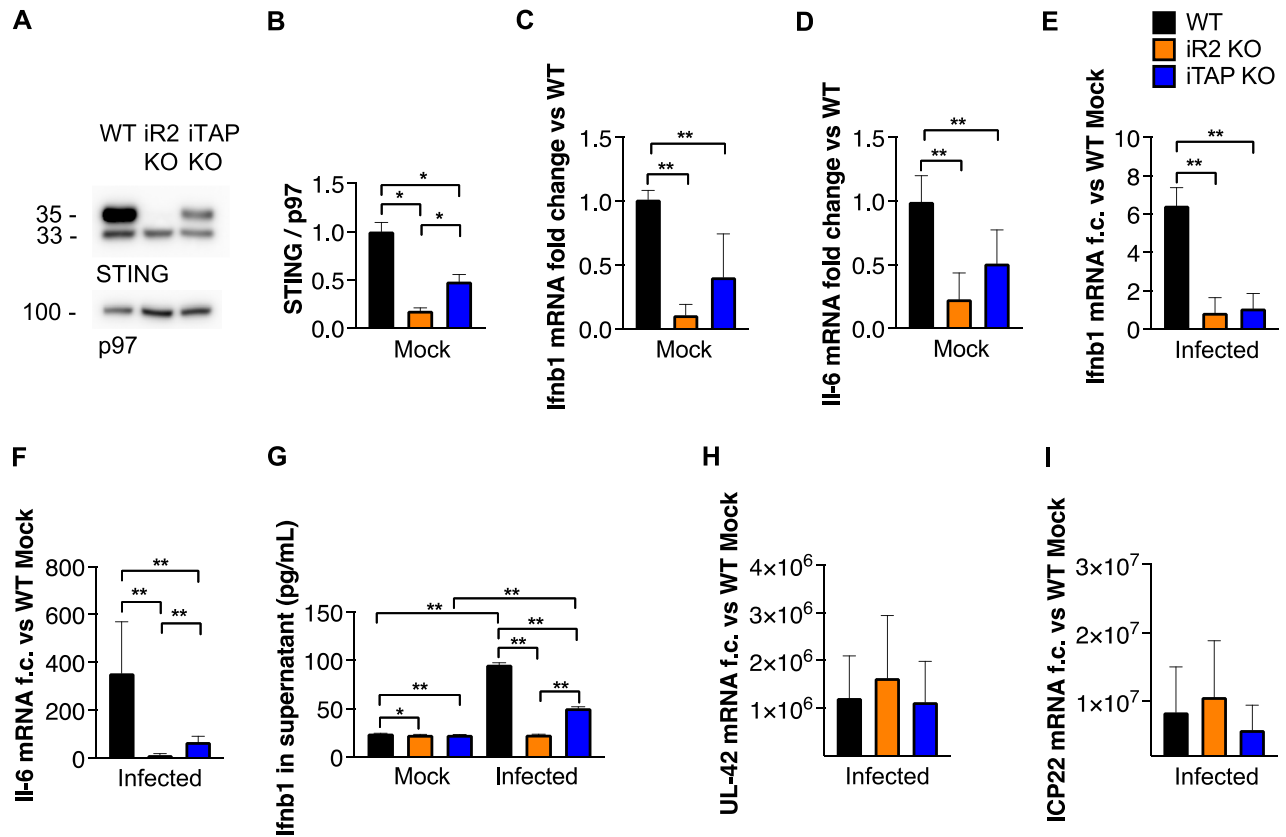 A
WT iR2 iTAP
KO KO
35 -
33 -
STING
100 -
p97
B
STING / p97
1.5
1.0
0.5
0.0
*
*
*
Mock
C
Ifnb1 mRNA fold change vs WT
1.5
1.0
0.5
0.0
**
**
Mock
D
Il-6 mRNA fold change vs WT
1.5
1.0
0.5
0.0
**
**
Mock
WT
iR2 KO
iTAP KO
E
Ifnb1 mRNA f.c. vs WT Mock
10
8
6
4
2
0
**
**
Infected
F
Il-6 mRNA f.c. vs WT Mock
800
600
400
200
0
**
**
**
Infected
G
Ifnb1 in supernatant (pg/mL)
150
100
50
0
**
**
**
**
**
**
*
Mock Infected
H
UL-42 mRNA f.c. vs WT Mock
4×10⁶
3×10⁶
2×10⁶
1×10⁶
Infected
I
ICP22 mRNA f.c. vs WT Mock
3×10⁷
2×10⁷
1×10⁷
Infected